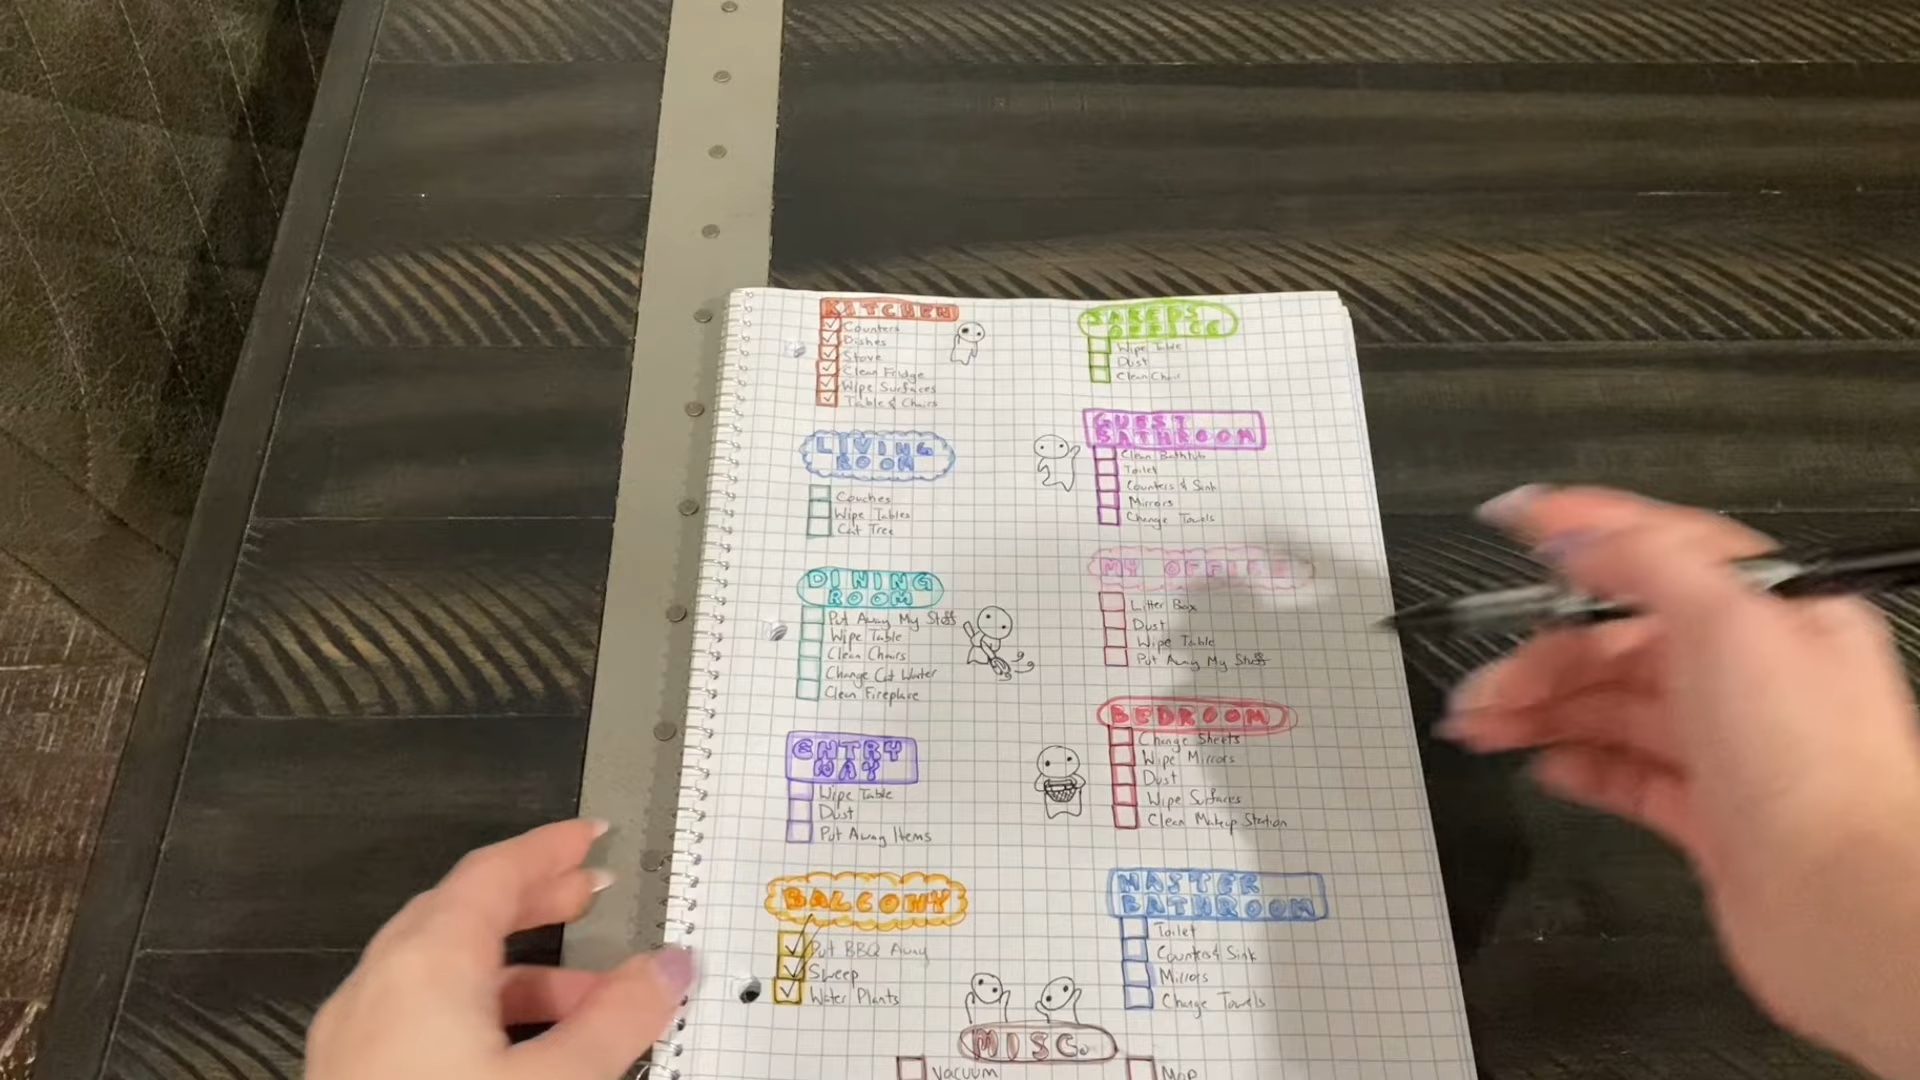 KITCHEN
Counters
Dishes
Stove
Clean Fridge
Wipe Surfaces
Table & Chairs
LIVING
ROOM
Couches
Wipe Tables
Cat Tree
DINING
ROOM
Put Away My Stuff
Wipe Table
Clean Chairs
Change Cat Water
Clean Fireplace
ENTRY
WAY
Wipe Table
Dust
Put Away Items
BALCONY
Put BBQ Away
Sweep
Water Plants
OFFICE
Wipe Table
Dust
Clean Chair
GUEST
BATHROOM
Clean Bathtub
Toilet
Counters & Sink
Mirrors
Change Towels
MY OFFICE
Litter Box
Dust
Wipe Table
Put Away My Stuff
BEDROOM
Change Sheets
Wipe Mirrors
Dust
Wipe Surfaces
Clean Makeup Station
MASTER
BATHROOM
Toilet
Counters & Sink
Mirrors
Change Towels
MISC.
Vacuum
Mop